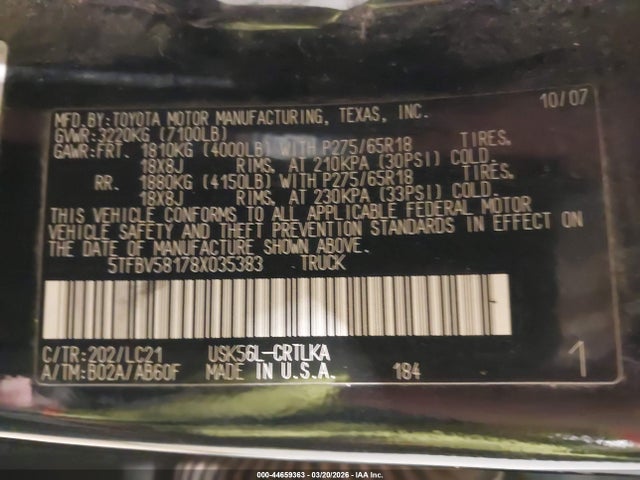 10/07
MFD. BY: TOYOTA MOTOR MANUFACTURING, TEXAS, INC.
GVWR: 3220KG (7100LB)
GAWR: FRT. 1810KG (4000LB) WITH P275/65R18 TIRES,
18X8J RIMS, AT 210KPA (30PSI) COLD.
RR. 1880KG (4150LB) WITH P275/65R18 TIRES,
18X8J RIMS, AT 230KPA (33PSI) COLD.
THIS VEHICLE CONFORMS TO ALL APPLICABLE FEDERAL MOTOR
VEHICLE SAFETY AND THEFT PREVENTION STANDARDS IN EFFECT ON
THE DATE OF MANUFACTURE SHOWN ABOVE.
5TFBV58178X035383 TRUCK
C/TR: 202/LC21 USK56L-CRTLKA
A/TM: B02A/AB60F MADE IN U.S.A. 184 1
000-44659363 - 03/20/2026 - IAA Inc.